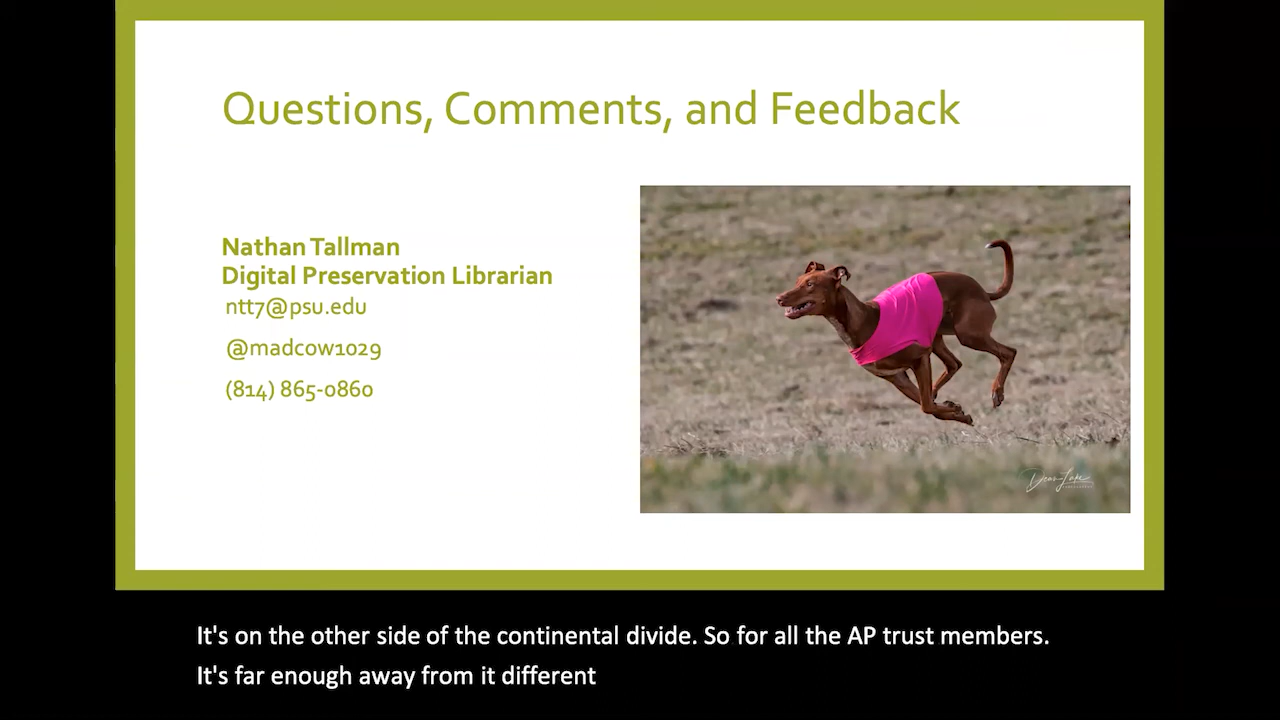 Questions, Comments, and Feedback
Nathan Tallman
Digital Preservation Librarian
ntt7@psu.edu
@madcow1029
(814) 865-0860
It's on the other side of the continental divide. So for all the AP trust members.
It's far enough away from it different